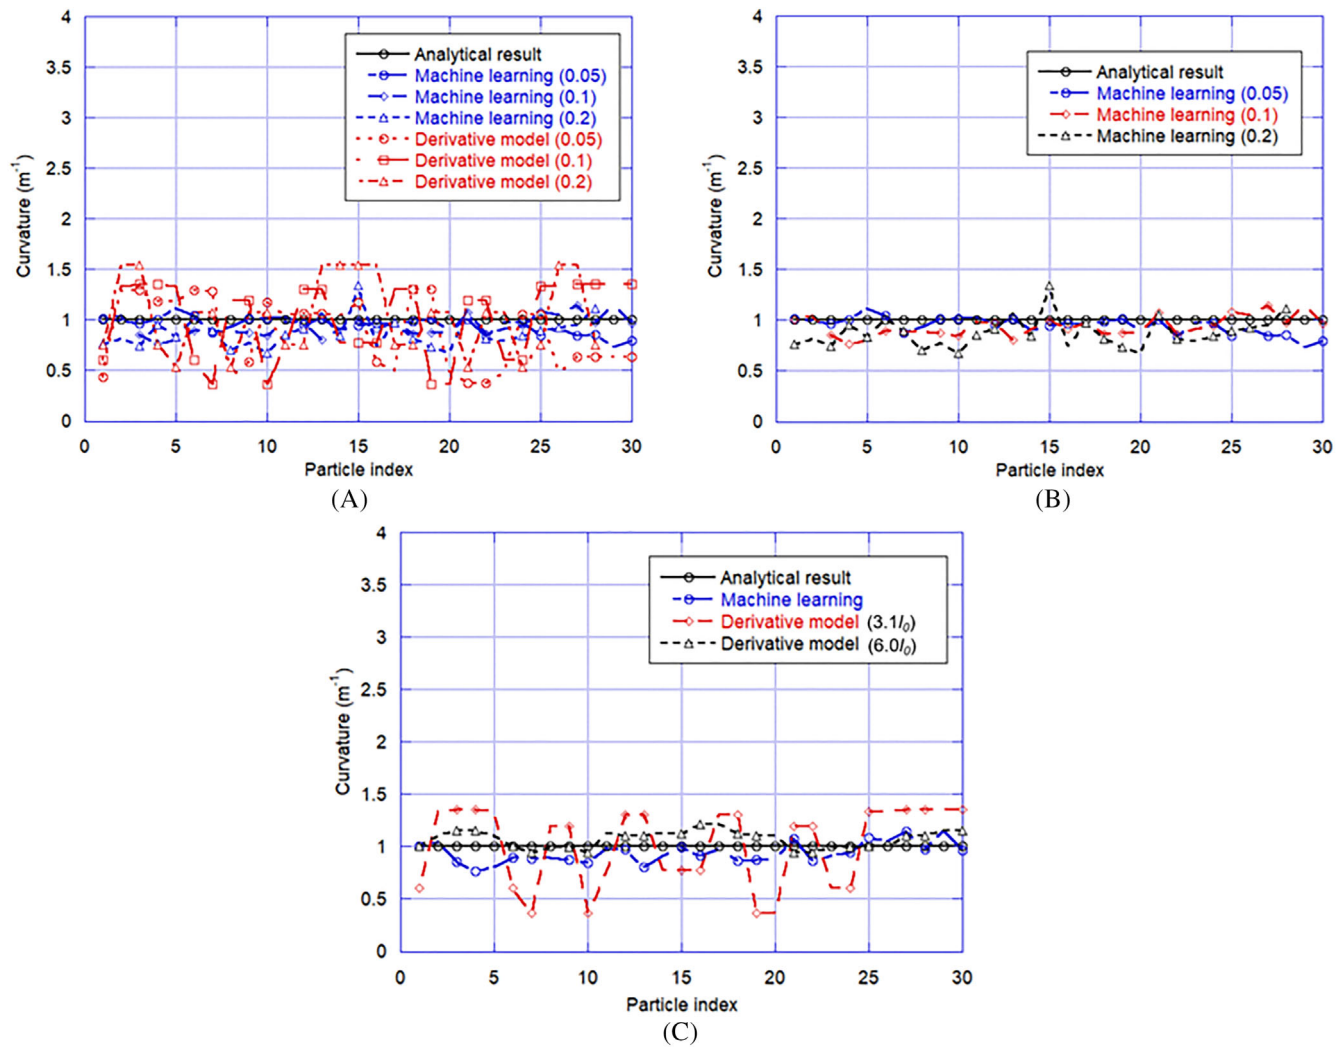 4
3.5
3
2.5
2
1.5
1
0.5
0
Curvature (m⁻¹)
Analytical result
Machine learning (0.05)
Machine learning (0.1)
Machine learning (0.2)
Derivative model (0.05)
Derivative model (0.1)
Derivative model (0.2)
0 5 10 15 20 25 30
Particle index
(A)
4
3.5
3
2.5
2
1.5
1
0.5
0
Curvature (m⁻¹)
Analytical result
Machine learning (0.05)
Machine learning (0.1)
Machine learning (0.2)
0 5 10 15 20 25 30
Particle index
(B)
4
3.5
3
2.5
2
1.5
1
0.5
0
Curvature (m⁻¹)
Analytical result
Machine learning
Derivative model (3.1l₀)
Derivative model (6.0l₀)
0 5 10 15 20 25 30
Particle index
(C)